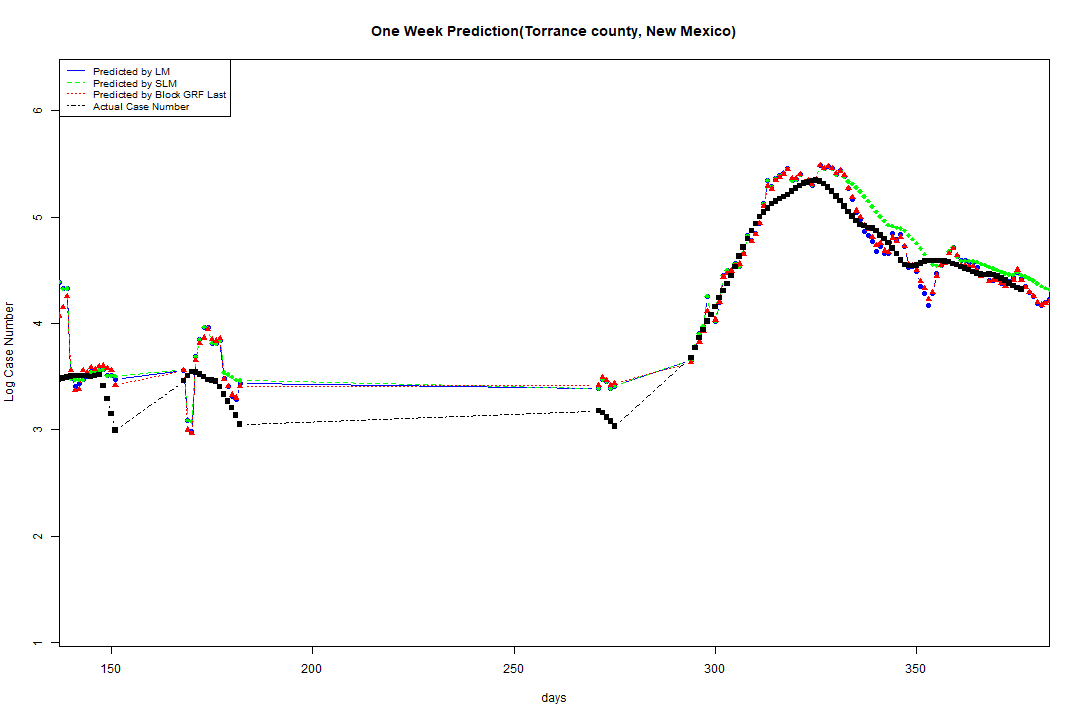 One Week Prediction(Torrance county, New Mexico)
Predicted by LM
Predicted by SLM
Predicted by Block GRF Last
Actual Case Number
6
5
4
3
2
1
Log Case Number
150 200 250 300 350
days